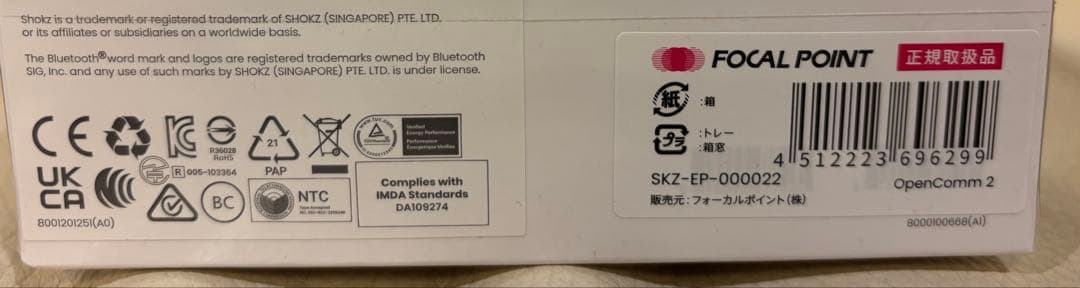 Shokz is a trademark or registered trademark of SHOKZ (SINGAPORE) PTE. LTD.
or its affiliates or subsidiaries on a worldwide basis.
The Bluetooth® word mark and logos are registered trademarks owned by Bluetooth
SIG, Inc. and any use of such marks by SHOKZ (SINGAPORE) PTE. LTD. is under license.
CE
R36028
RoHS
21
PAP
Verified
Energy Performance
Performance
Énergétique Vérifiée
UK
CA
R 005-103364
BC
NTC
Type Accepted
Complies with
IMDA Standards
DA109274
8001201251(A0)
FOCAL POINT
正規取扱品
紙 :箱
プラ :トレー
:箱窓
4 512223 696299
SKZ-EP-000022
OpenComm 2
販売元:フォーカルポイント(株)
8000100668(A1)